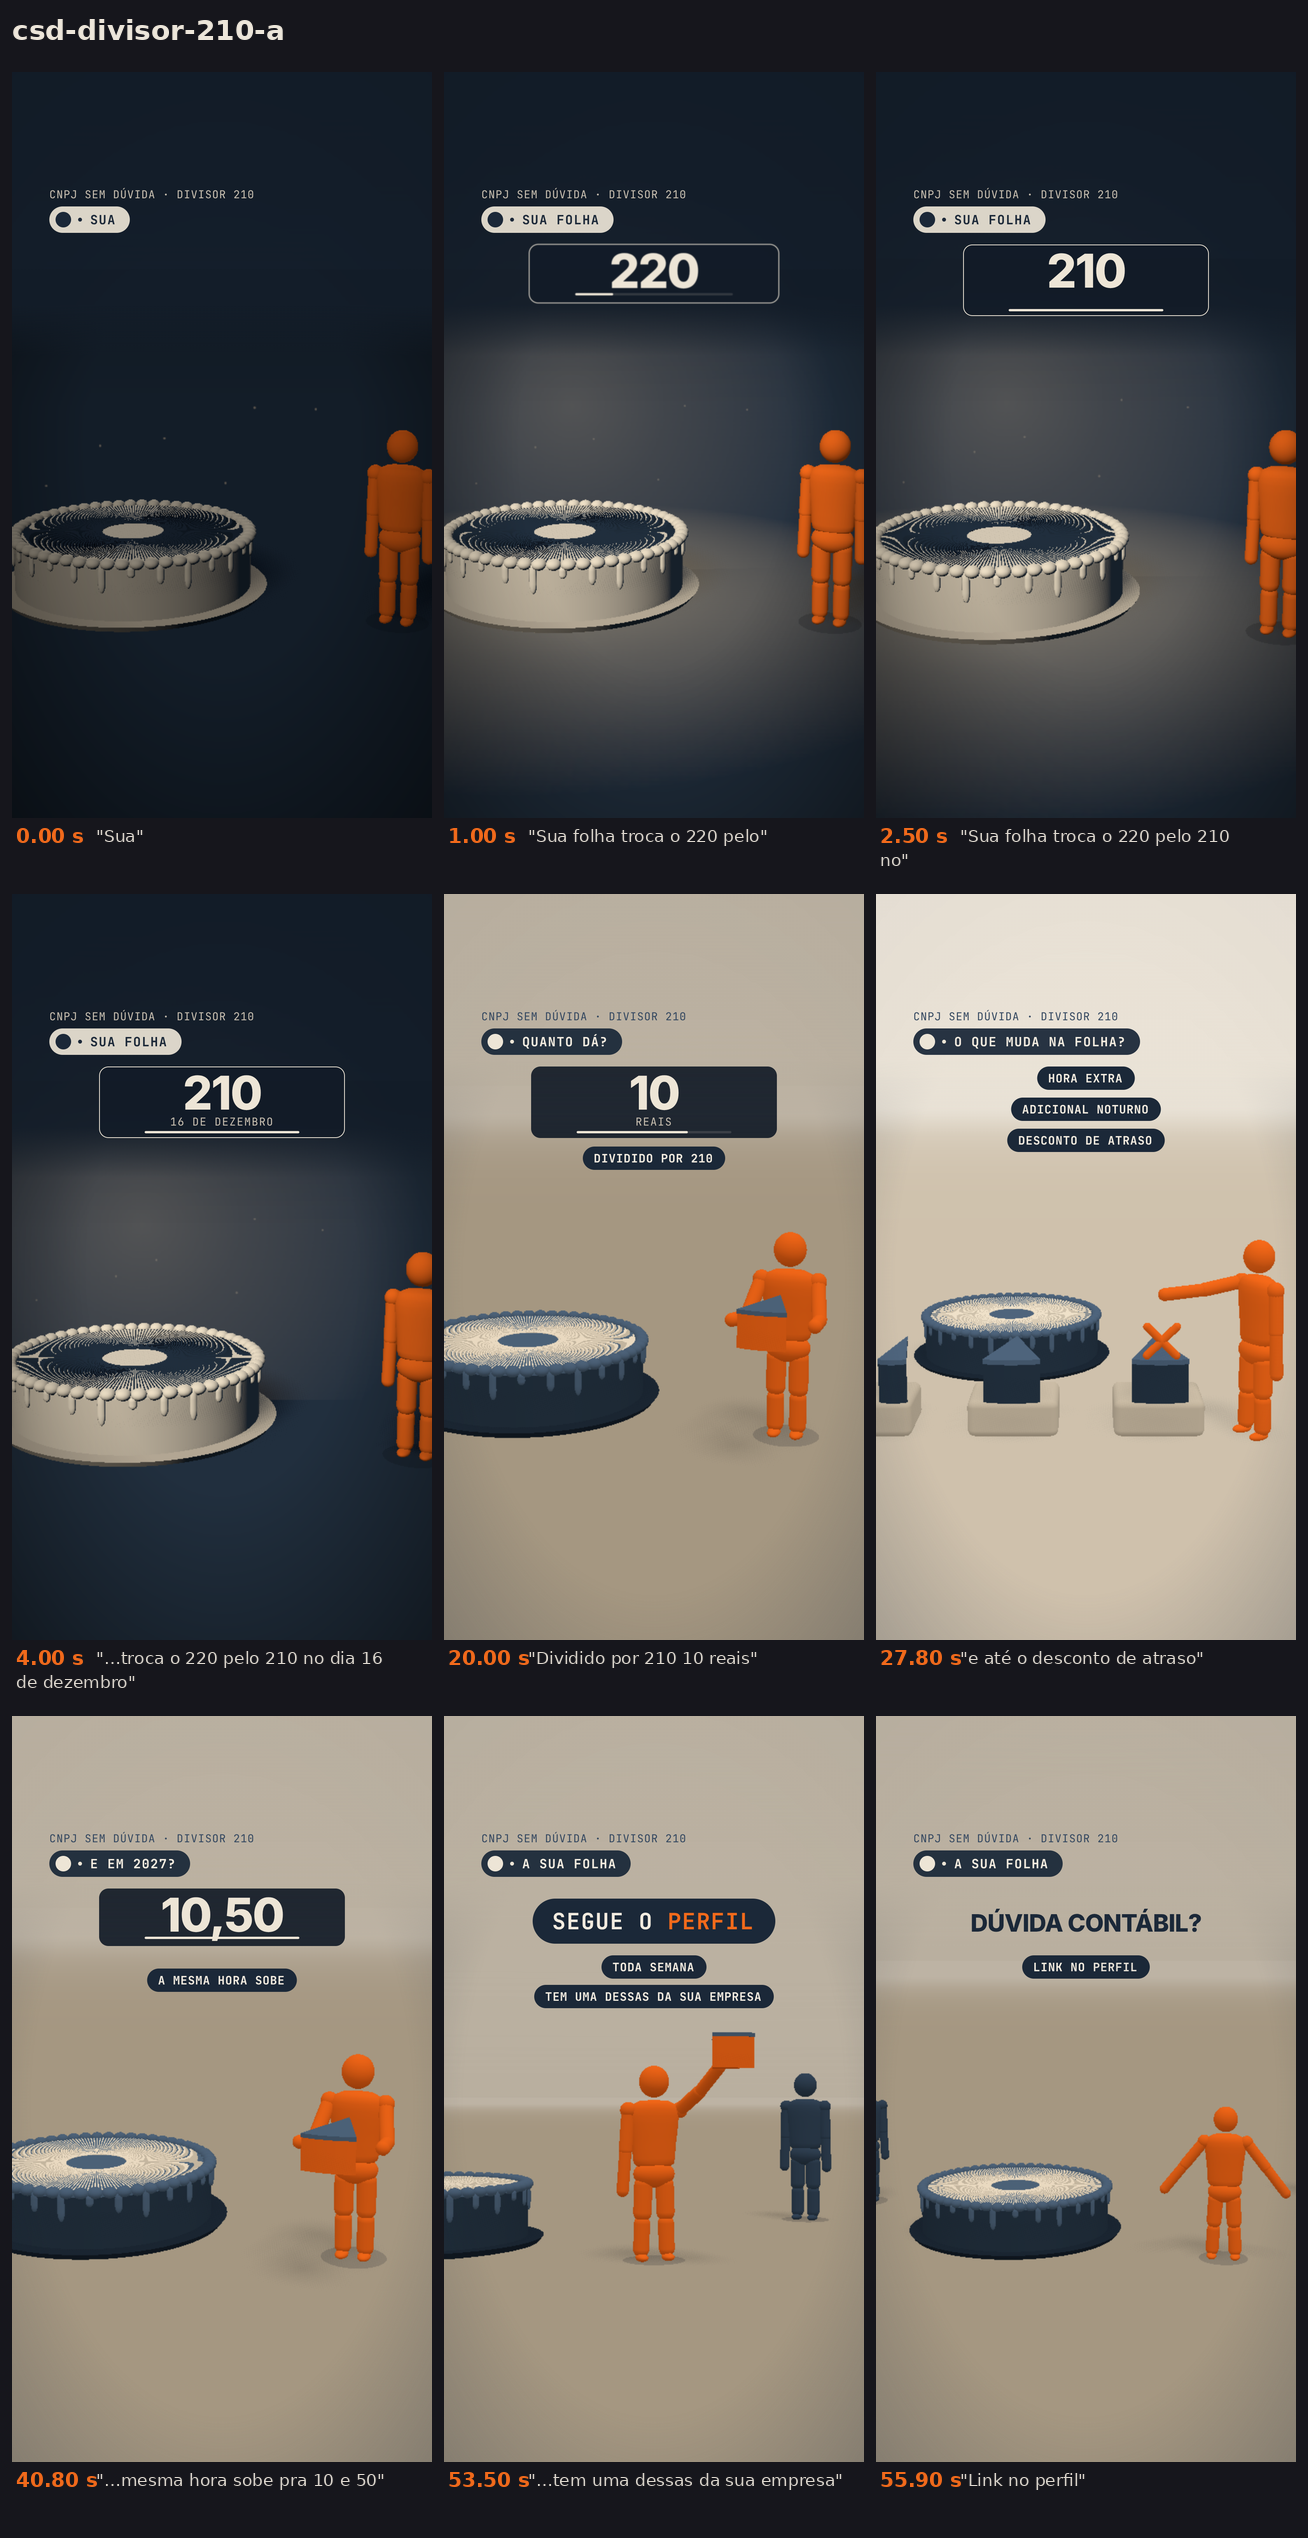 csd-divisor-210-a
CNPJ SEM DÚVIDA · DIVISOR 210
• SUA
0.00 s "Sua"
CNPJ SEM DÚVIDA · DIVISOR 210
• SUA FOLHA
220
1.00 s "Sua folha troca o 220 pelo"
CNPJ SEM DÚVIDA · DIVISOR 210
• SUA FOLHA
210
2.50 s "Sua folha troca o 220 pelo 210
no"
CNPJ SEM DÚVIDA · DIVISOR 210
• SUA FOLHA
210
16 DE DEZEMBRO
4.00 s "...troca o 220 pelo 210 no dia 16
de dezembro"
CNPJ SEM DÚVIDA · DIVISOR 210
• QUANTO DÁ?
10
REAIS
DIVIDIDO POR 210
20.00 s "Dividido por 210 10 reais"
CNPJ SEM DÚVIDA · DIVISOR 210
• O QUE MUDA NA FOLHA?
HORA EXTRA
ADICIONAL NOTURNO
DESCONTO DE ATRASO
27.80 s "e até o desconto de atraso"
CNPJ SEM DÚVIDA · DIVISOR 210
• E EM 2027?
10,50
A MESMA HORA SOBE
40.80 s "...mesma hora sobe pra 10 e 50"
CNPJ SEM DÚVIDA · DIVISOR 210
• A SUA FOLHA
SEGUE O PERFIL
TODA SEMANA
TEM UMA DESSAS DA SUA EMPRESA
53.50 s "...tem uma dessas da sua empresa"
CNPJ SEM DÚVIDA · DIVISOR 210
• A SUA FOLHA
DÚVIDA CONTÁBIL?
LINK NO PERFIL
55.90 s "Link no perfil"